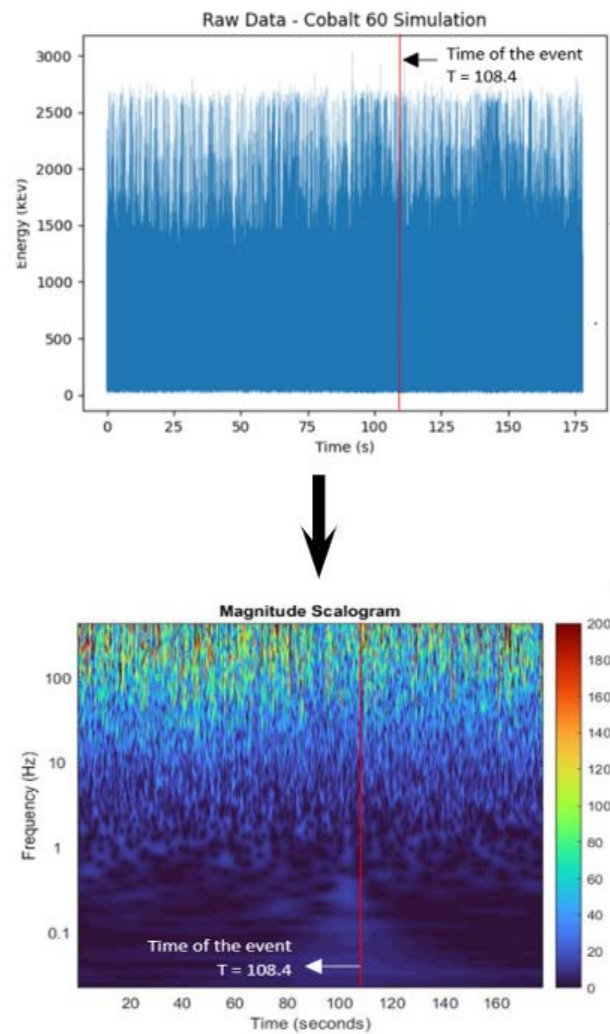 Raw Data - Cobalt 60 Simulation
Time of the event
T = 108.4
3000
2500
2000
1500
1000
500
0
Energy (KEv)
0 25 50 75 100 125 150 175
Time (s)
Magnitude Scalogram
100
10
1
0.1
Frequency (Hz)
Time of the event
T = 108.4
20 40 60 80 100 120 140 160
Time (seconds)
200
180
160
140
120
100
80
60
40
20
0